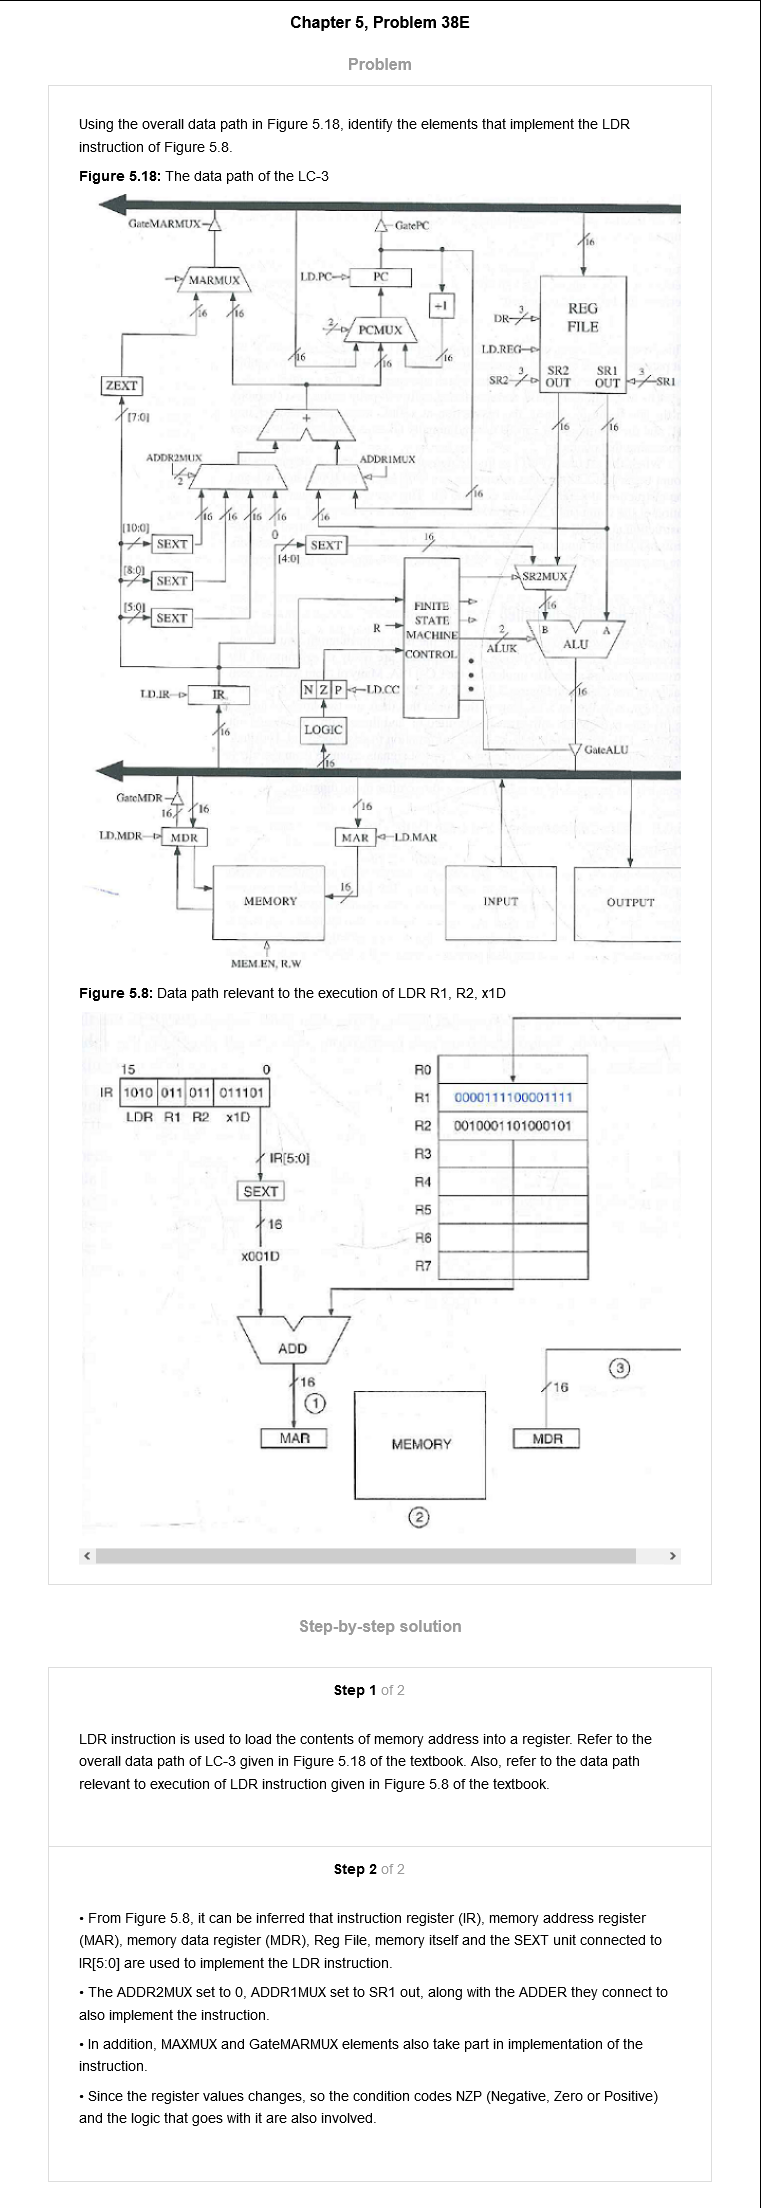 Chapter 5, Problem 38E
Problem
Using the overall data path in Figure 5.18, identify the elements that implement the LDR
instruction of Figure 5.8.
Figure 5.18: The data path of the LC-3
GateMARMUX
GatePC
16
MARMUX
LD.PC
PC
+1
REG
FILE
DR
3
2
PCMUX
LD.REG
16
16
16
16
16
SR2
3
SR2
OUT
SR1
OUT
3
SR1
ZEXT
[7:0]
+
16
16
ADDR2MUX
2
ADDR1MUX
16
16
16
16
16
16
[10:0]
SEXT
0
[4:0]
SEXT
16
[8:0]
SEXT
SR2MUX
[5:0]
SEXT
16
FINITE
STATE
MACHINE
CONTROL
R
2
ALUK
B
A
ALU
LD.IR
IR
N Z P
LD.CC
16
16
LOGIC
16
GateALU
GateMDR
16
16
16
LD.MDR
MDR
MAR
LD.MAR
16
MEMORY
INPUT
OUTPUT
MEM.EN, R.W
Figure 5.8: Data path relevant to the execution of LDR R1, R2, x1D
15
0
IR
1010 011 011 011101
LDR R1 R2 x1D
R0
R1
0000111100001111
R2
0010001101000101
R3
R4
R5
R6
R7
IR[5:0]
SEXT
16
x001D
ADD
16
1
MAR
MEMORY
2
16
3
MDR
Step-by-step solution
Step 1 of 2
LDR instruction is used to load the contents of memory address into a register. Refer to the
overall data path of LC-3 given in Figure 5.18 of the textbook. Also, refer to the data path
relevant to execution of LDR instruction given in Figure 5.8 of the textbook.
Step 2 of 2
• From Figure 5.8, it can be inferred that instruction register (IR), memory address register
(MAR), memory data register (MDR), Reg File, memory itself and the SEXT unit connected to
IR[5:0] are used to implement the LDR instruction.
• The ADDR2MUX set to 0, ADDR1MUX set to SR1 out, along with the ADDER they connect to
also implement the instruction.
• In addition, MAXMUX and GateMARMUX elements also take part in implementation of the
instruction.
• Since the register values changes, so the condition codes NZP (Negative, Zero or Positive)
and the logic that goes with it are also involved.